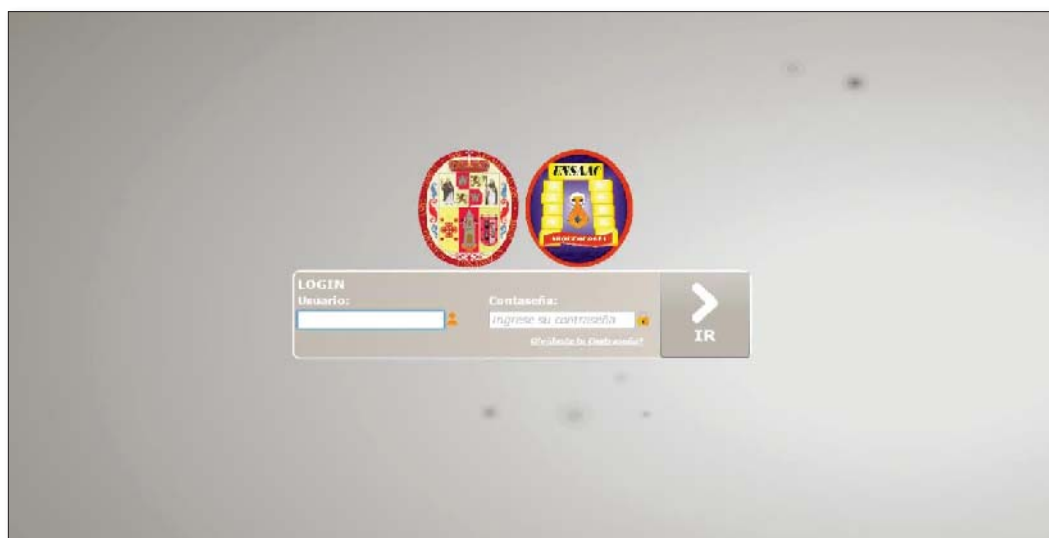 ENSAAC
LOGIN
Usuario:
Contaseña:
Ingrese su contraseña
IR